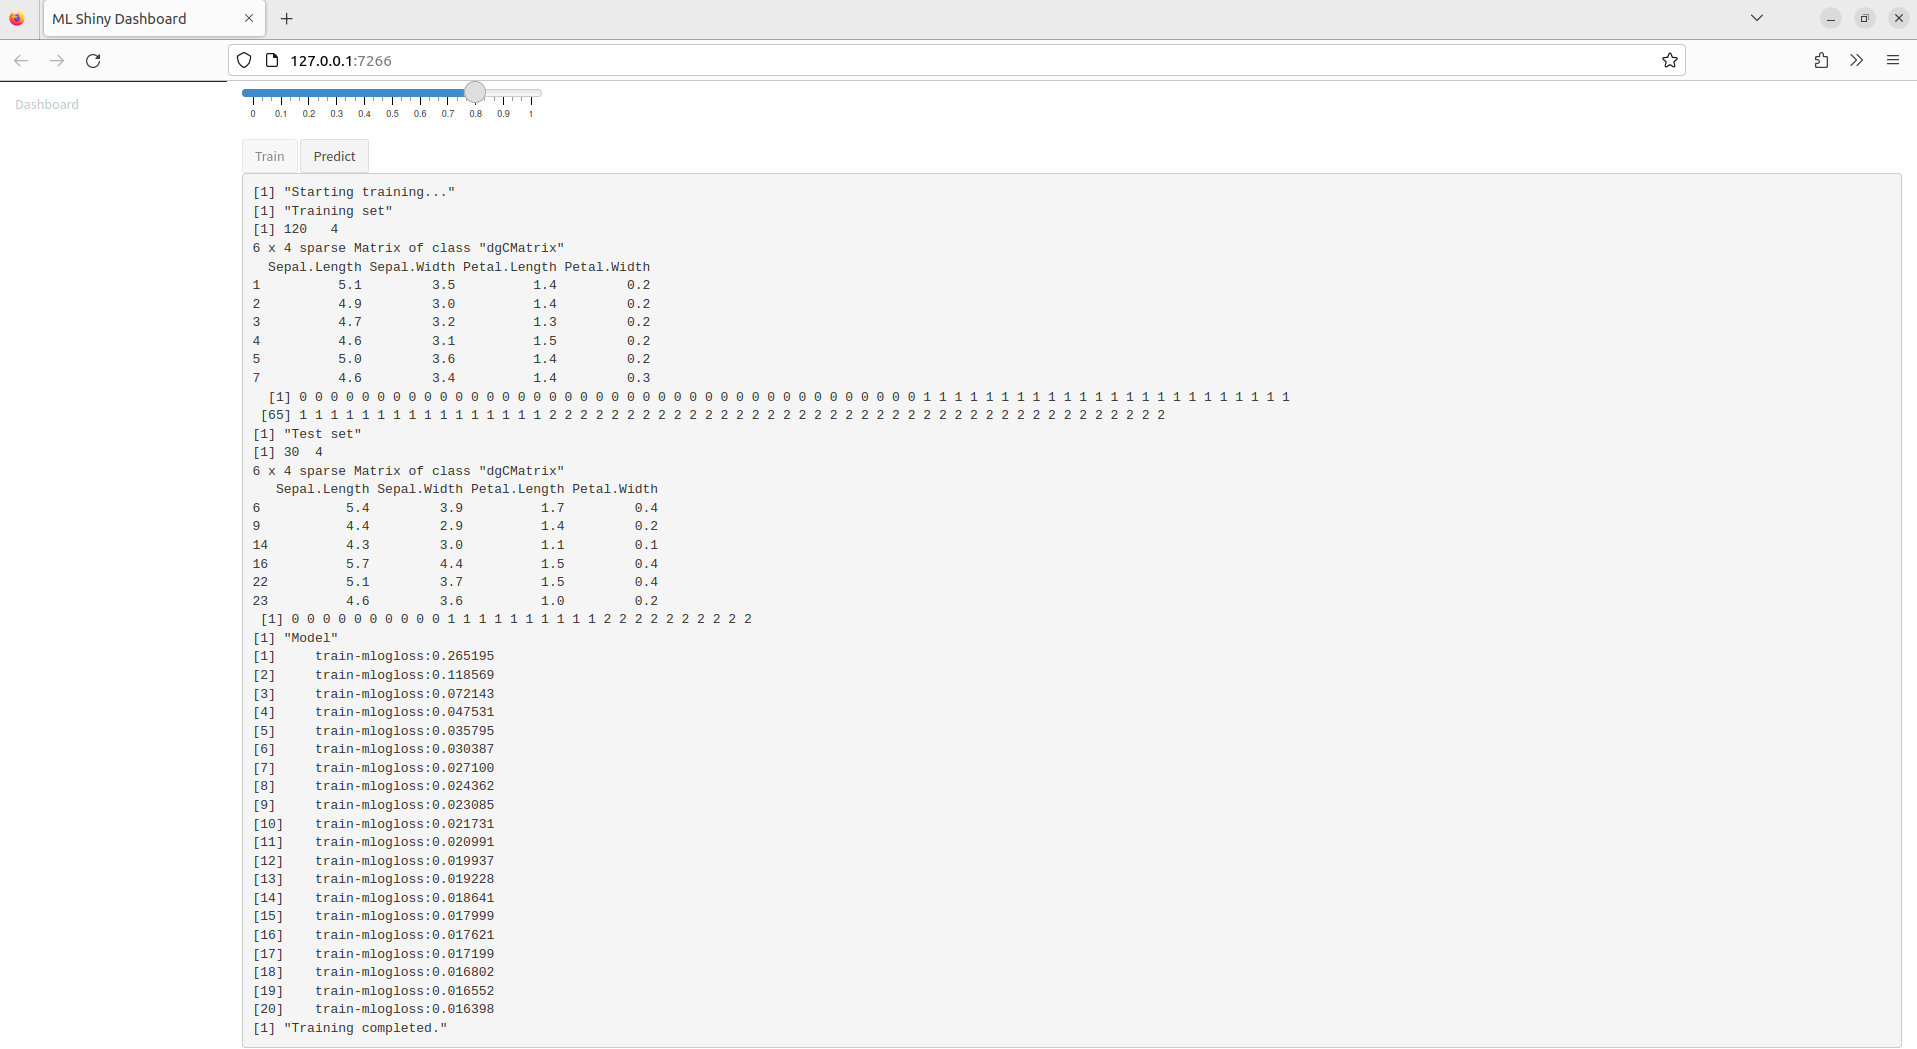 ML Shiny Dashboard
127.0.0.1:7266
Dashboard
0 0.1 0.2 0.3 0.4 0.5 0.6 0.7 0.8 0.9 1
Train Predict
[1] "Starting training..."
[1] "Training set"
[1] 120   4
6 x 4 sparse Matrix of class "dgCMatrix"
  Sepal.Length Sepal.Width Petal.Length Petal.Width
1          5.1         3.5          1.4         0.2
2          4.9         3.0          1.4         0.2
3          4.7         3.2          1.3         0.2
4          4.6         3.1          1.5         0.2
5          5.0         3.6          1.4         0.2
7          4.6         3.4          1.4         0.3
  [1] 0 0 0 0 0 0 0 0 0 0 0 0 0 0 0 0 0 0 0 0 0 0 0 0 0 0 0 0 0 0 0 0 0 0 0 0 0 0 0 0 1 1 1 1 1 1 1 1 1 1 1 1 1 1 1 1 1 1 1 1 1 1 1 1
 [65] 1 1 1 1 1 1 1 1 1 1 1 1 1 1 1 1 2 2 2 2 2 2 2 2 2 2 2 2 2 2 2 2 2 2 2 2 2 2 2 2 2 2 2 2 2 2 2 2 2 2 2 2 2 2 2 2
[1] "Test set"
[1] 30  4
6 x 4 sparse Matrix of class "dgCMatrix"
   Sepal.Length Sepal.Width Petal.Length Petal.Width
6           5.4         3.9          1.7         0.4
9           4.4         2.9          1.4         0.2
14          4.3         3.0          1.1         0.1
16          5.7         4.4          1.5         0.4
22          5.1         3.7          1.5         0.4
23          4.6         3.6          1.0         0.2
 [1] 0 0 0 0 0 0 0 0 0 0 1 1 1 1 1 1 1 1 1 1 2 2 2 2 2 2 2 2 2 2
[1] "Model"
[1]     train-mlogloss:0.265195
[2]     train-mlogloss:0.118569
[3]     train-mlogloss:0.072143
[4]     train-mlogloss:0.047531
[5]     train-mlogloss:0.035795
[6]     train-mlogloss:0.030387
[7]     train-mlogloss:0.027100
[8]     train-mlogloss:0.024362
[9]     train-mlogloss:0.023085
[10]    train-mlogloss:0.021731
[11]    train-mlogloss:0.020991
[12]    train-mlogloss:0.019937
[13]    train-mlogloss:0.019228
[14]    train-mlogloss:0.018641
[15]    train-mlogloss:0.017999
[16]    train-mlogloss:0.017621
[17]    train-mlogloss:0.017199
[18]    train-mlogloss:0.016802
[19]    train-mlogloss:0.016552
[20]    train-mlogloss:0.016398
[1] "Training completed."